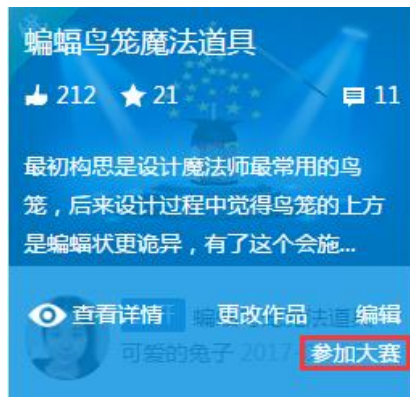 蝙蝠鸟笼魔法道具
212 21 11
最初构思是设计魔法师最常用的鸟
笼，后来设计过程中觉得鸟笼的上方
是蝙蝠状更诡异，有了这个会施...
查看详情 更改作品 编辑
可爱的兔子 2017 参加大赛